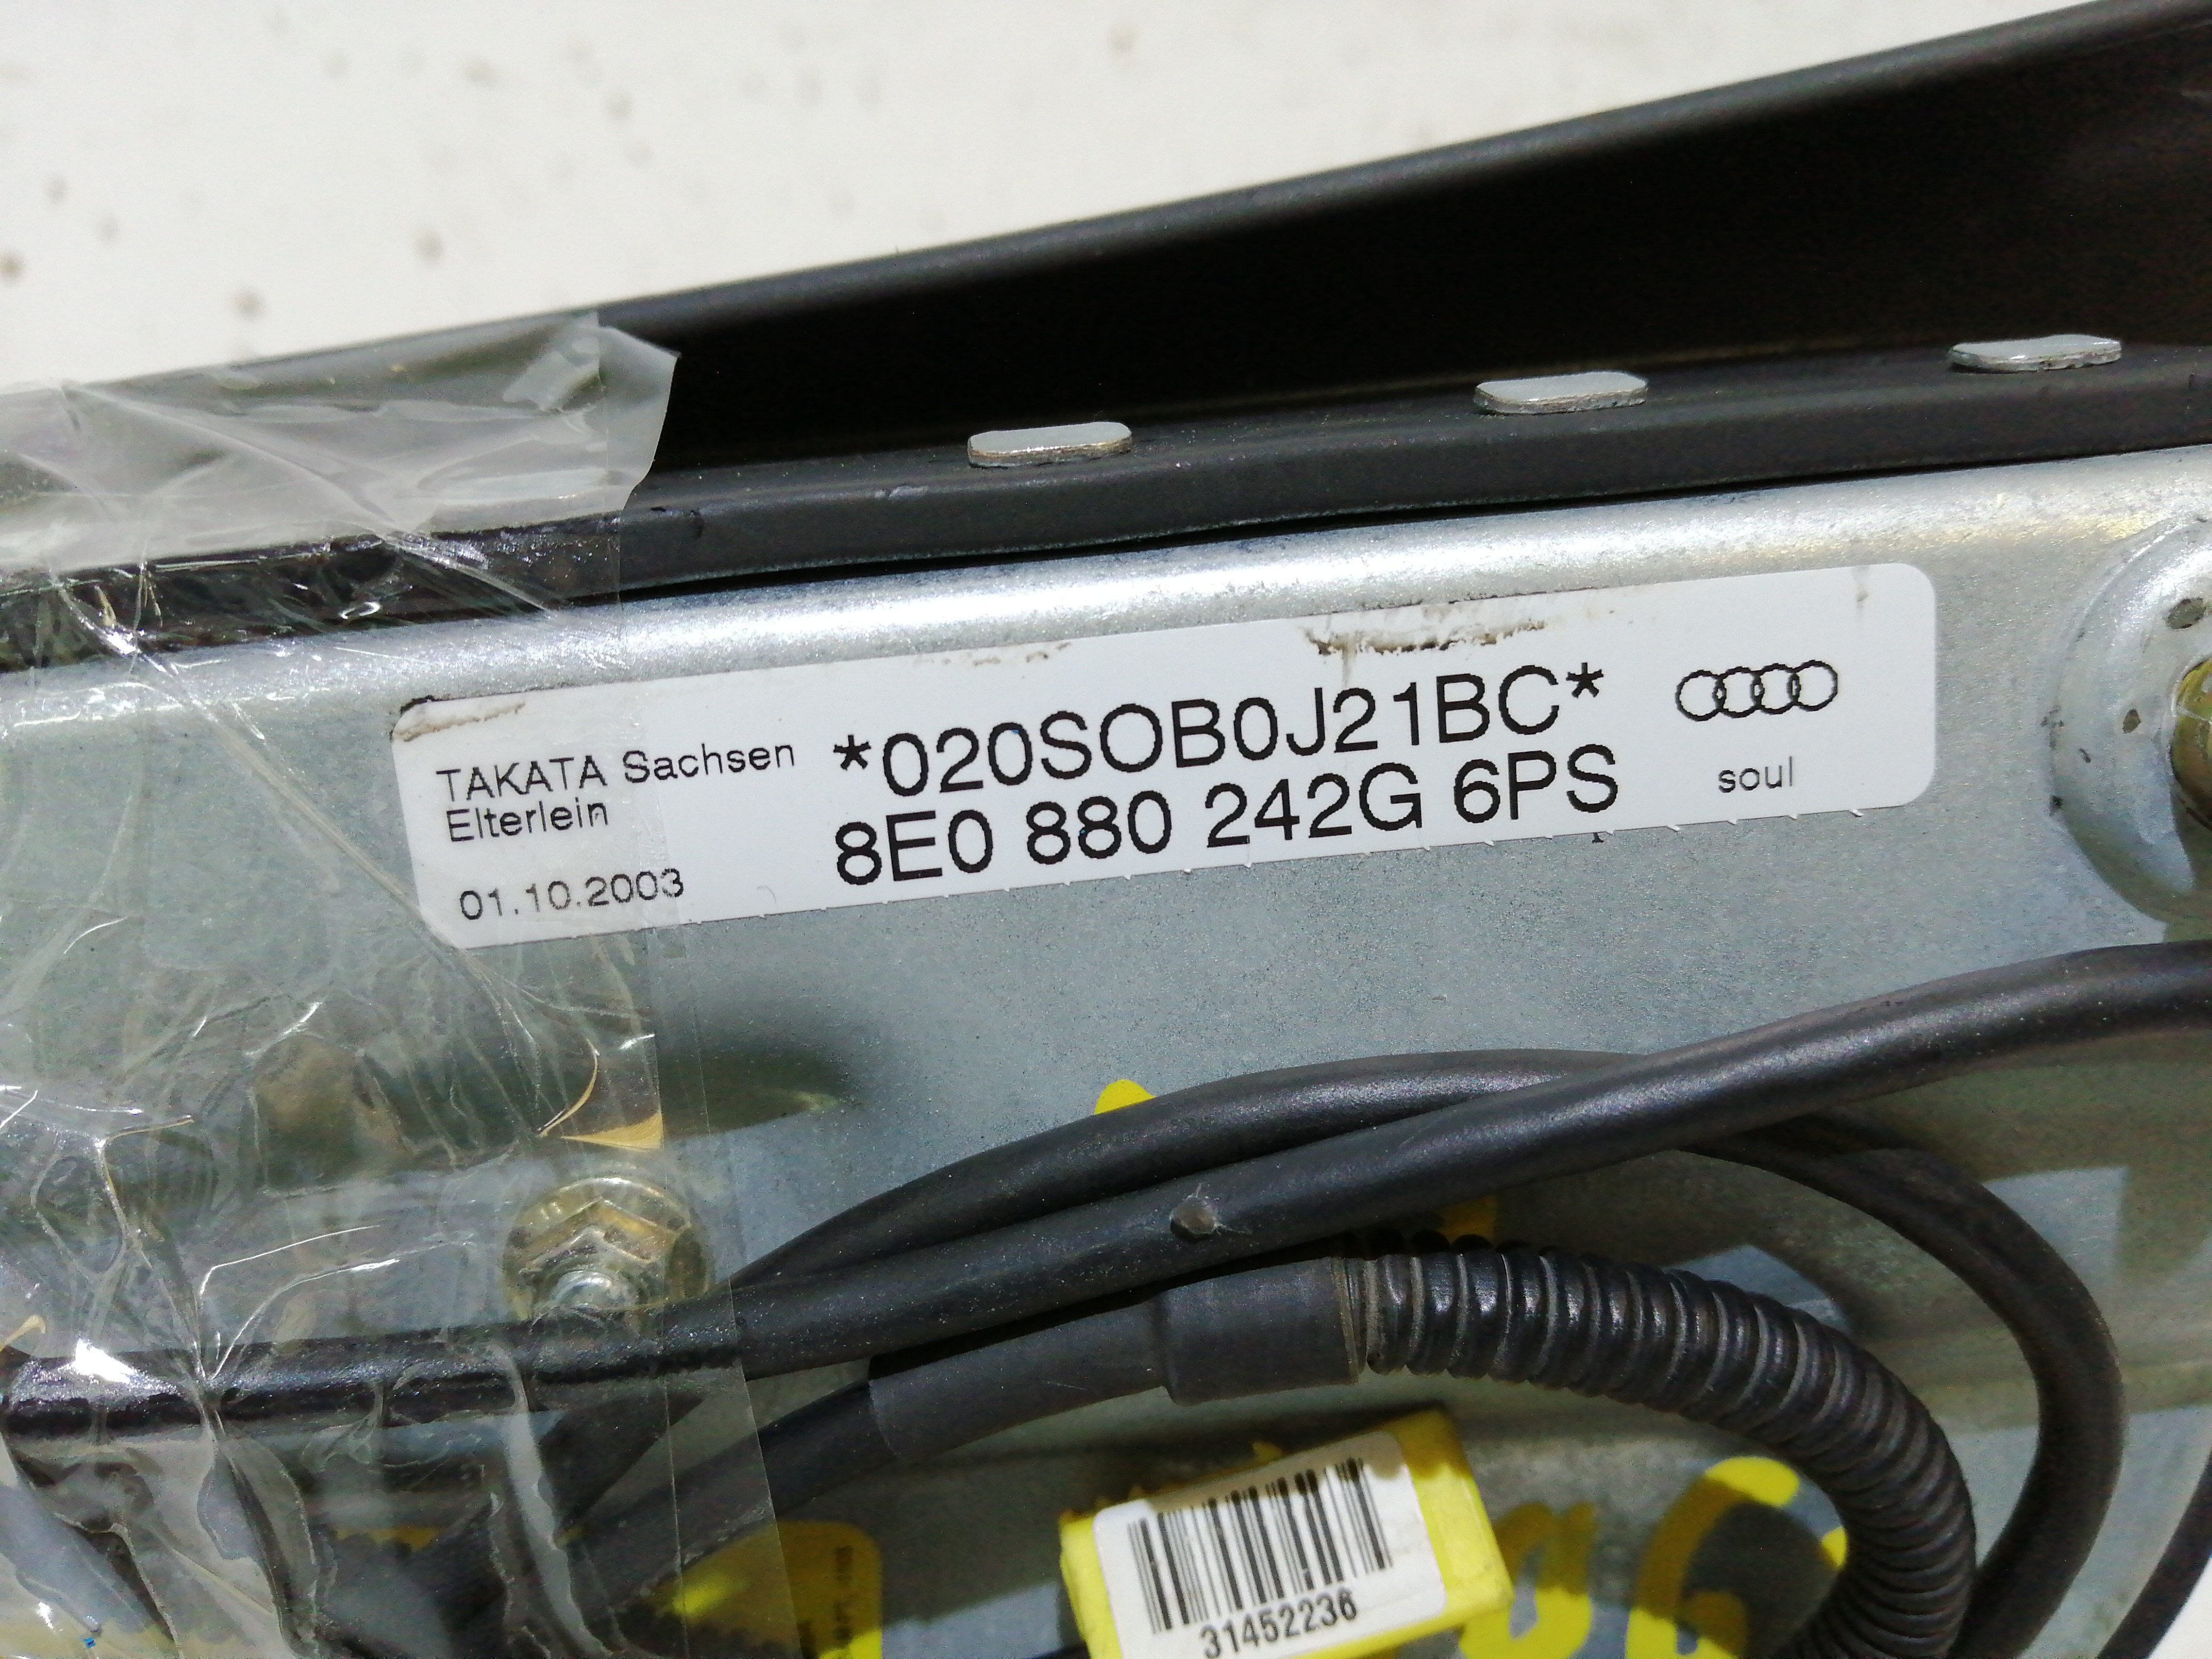 TAKATA Sachsen
Elterlein
01.10.2003
*020SOB0J21BC*
8E0 880 242G 6PS
soul
31452236